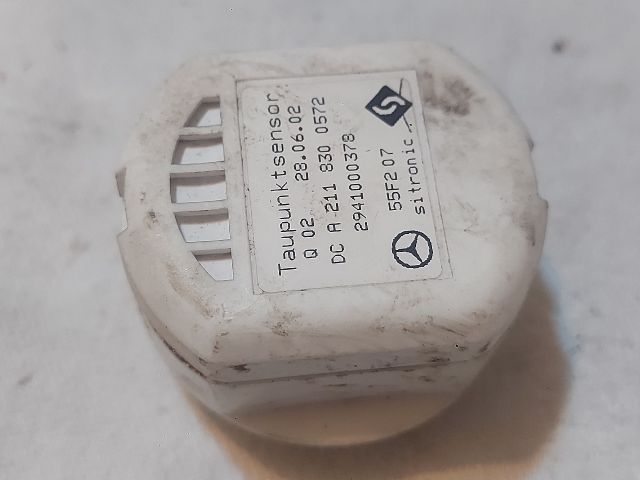 Taupunktsensor
Q 02 28.06.02
DC A 211 830 0572
2941000378
55F2 07
sitronic